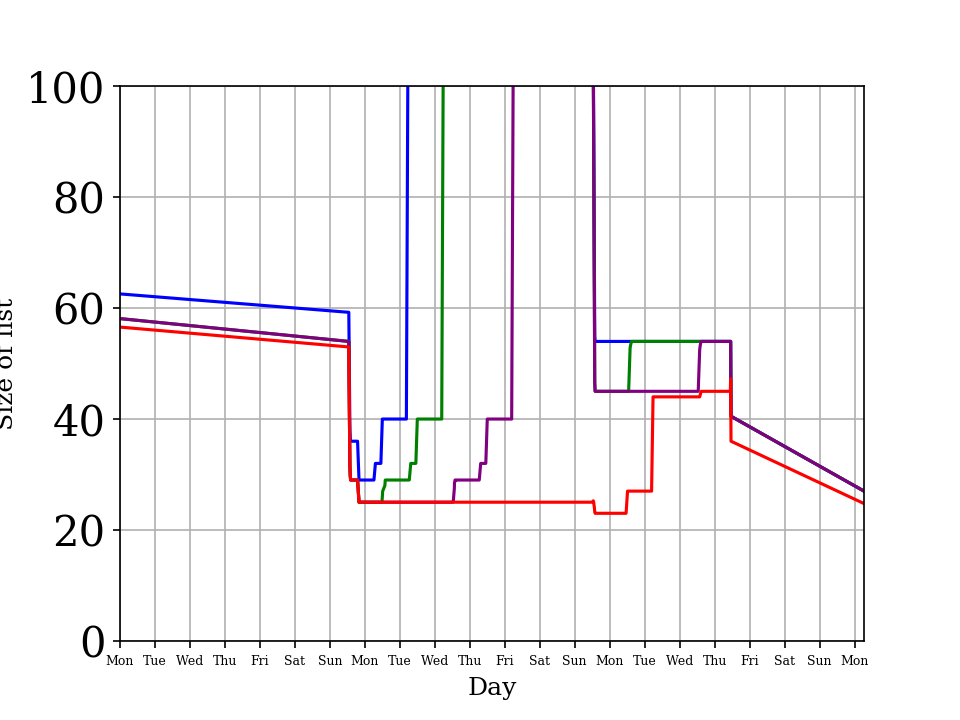 100
80
60
40
20
0
Size of list
Mon Tue Wed Thu Fri Sat Sun Mon Tue Wed Thu Fri Sat Sun Mon Tue Wed Thu Fri Sat Sun Mon
Day